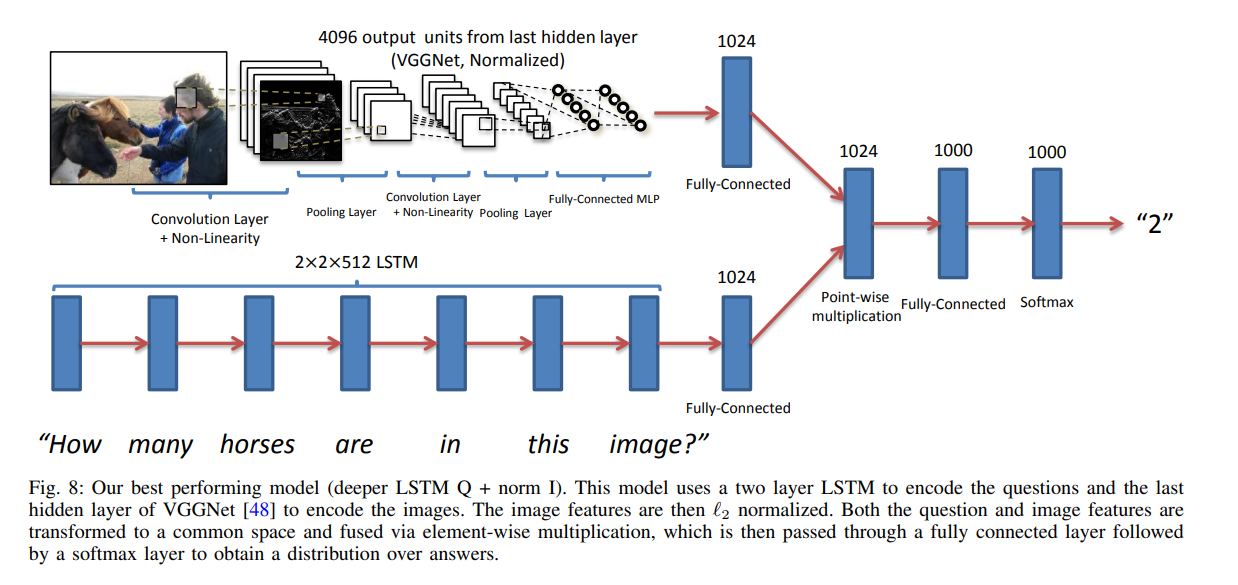 4096 output units from last hidden layer
(VGGNet, Normalized)
1024
Fully-Connected
Convolution Layer
+ Non-Linearity
Pooling Layer
Convolution Layer
+ Non-Linearity
Pooling Layer
Fully-Connected MLP
1024
Point-wise
multiplication
1000
Fully-Connected
1000
Softmax
“2”
2×2×512 LSTM
1024
Fully-Connected
“How many horses are in this image?”
Fig. 8: Our best performing model (deeper LSTM Q + norm I). This model uses a two layer LSTM to encode the questions and the last
hidden layer of VGGNet [48] to encode the images. The image features are then ℓ2 normalized. Both the question and image features are
transformed to a common space and fused via element-wise multiplication, which is then passed through a fully connected layer followed
by a softmax layer to obtain a distribution over answers.